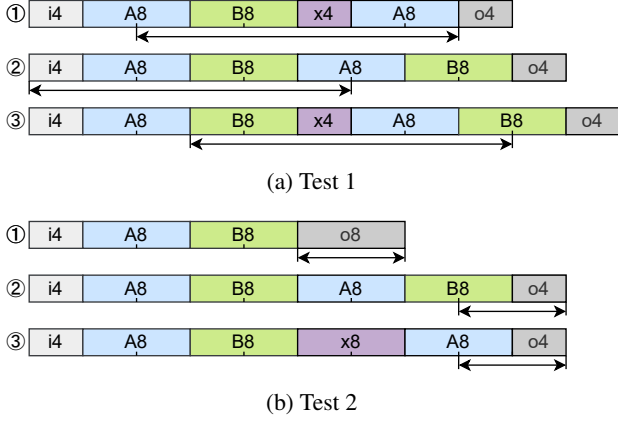 ① i4 A8 B8 x4 A8 o4
② i4 A8 B8 A8 B8 o4
③ i4 A8 B8 x4 A8 B8 o4
(a) Test 1
① i4 A8 B8 o8
② i4 A8 B8 A8 B8 o4
③ i4 A8 B8 x8 A8 o4
(b) Test 2